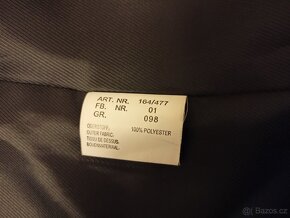 ART. NR. 164/477
FB. NR. 01
GR. 098
OBERSTOFF:
OUTER FABRIC: 100% POLYESTER
TISSU DE DESSUS:
BOVENMATERIAAL:
Bazoš.cz